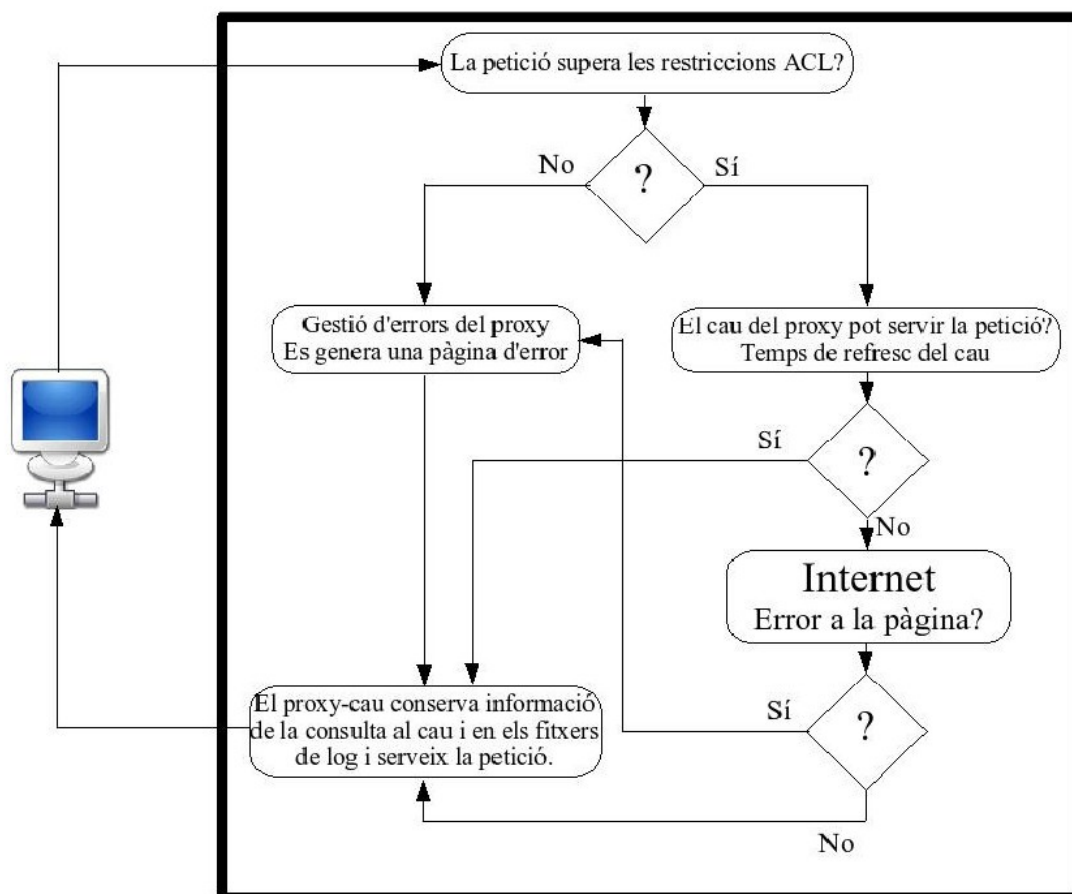 La petició supera les restriccions ACL?
?
No
Sí
Gestió d'errors del proxy
Es genera una pàgina d'error
El cau del proxy pot servir la petició?
Temps de refresc del cau
Sí
?
No
Internet
Error a la pàgina?
El proxy-cau conserva informació
de la consulta al cau i en els fitxers
de log i serveix la petició.
Sí
?
No